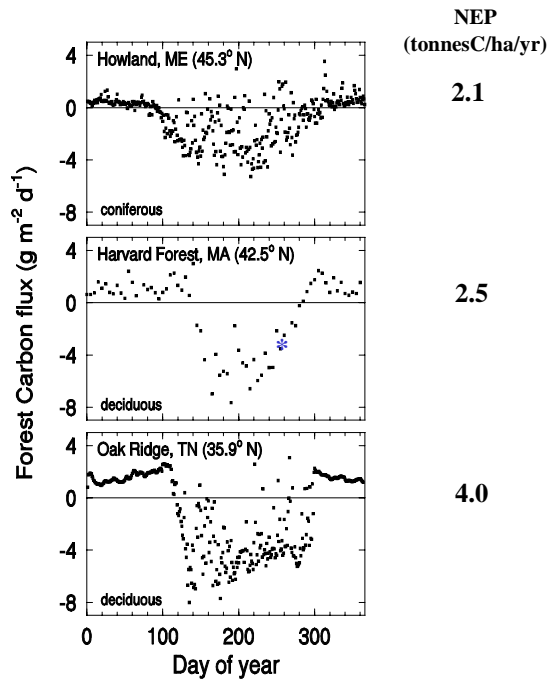 NEP
(tonnesC/ha/yr)
Forest Carbon flux (g m⁻² d⁻¹)
4
Howland, ME (45.3° N)
2.1
0
-4
-8
coniferous
4
Harvard Forest, MA (42.5° N)
2.5
0
-4
*
-8
deciduous
4
Oak Ridge, TN (35.9° N)
4.0
0
-4
-8
deciduous
0 100 200 300
Day of year